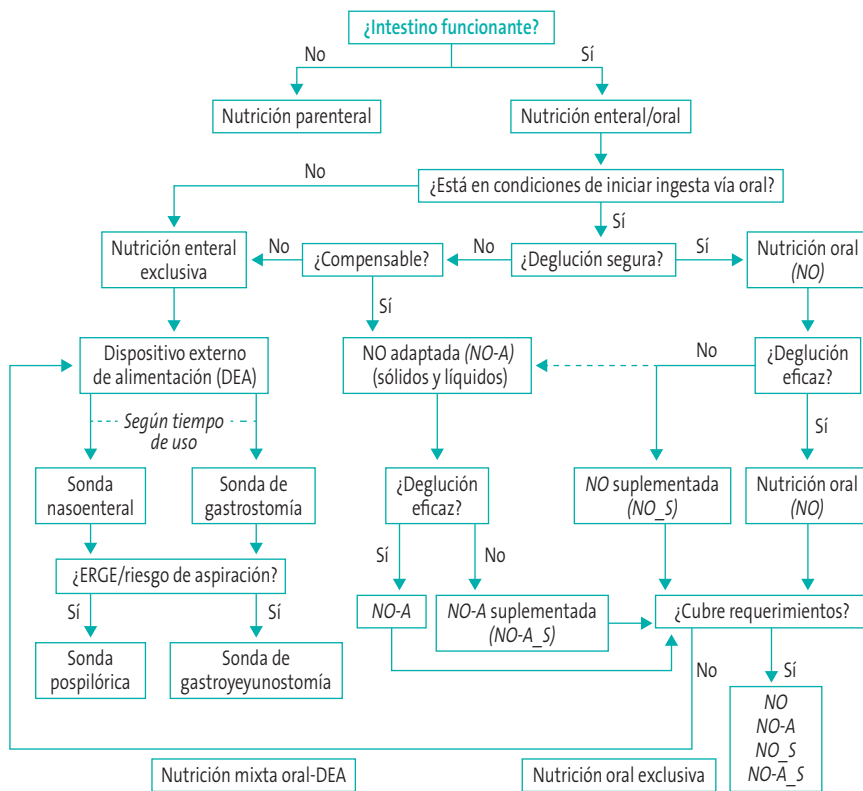 ¿Intestino funcionante?
No
Sí
Nutrición parenteral
Nutrición enteral/oral
No
¿Está en condiciones de iniciar ingesta vía oral?
Sí
Nutrición enteral
exclusiva
No
¿Compensable?
No
¿Deglución segura?
Sí
Nutrición oral
(NO)
Sí
Dispositivo externo
de alimentación (DEA)
NO adaptada (NO-A)
(sólidos y líquidos)
No
¿Deglución
eficaz?
Según tiempo
de uso
Sí
Sonda
nasoenteral
Sonda de
gastrostomía
¿Deglución
eficaz?
NO suplementada
(NO_S)
Nutrición oral
(NO)
¿ERGE/riesgo de aspiración?
Sí
No
Sí
Sí
NO-A
NO-A suplementada
(NO-A_S)
¿Cubre requerimientos?
Sonda
pospilórica
Sonda de
gastroyeyunostomía
No
Sí
NO
NO-A
NO_S
NO-A_S
Nutrición mixta oral-DEA
Nutrición oral exclusiva